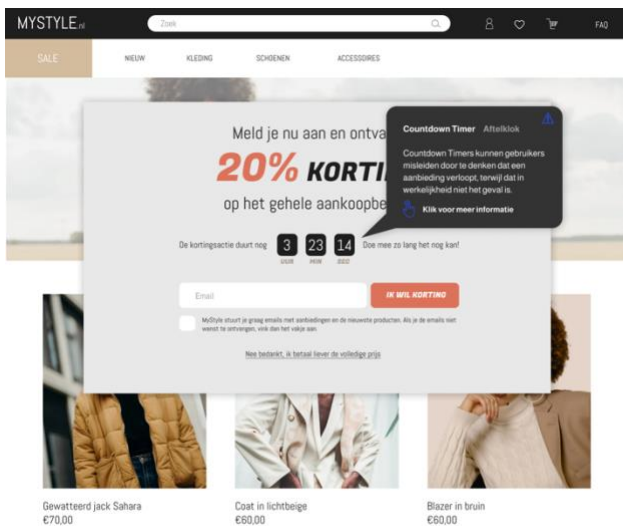 MYSTYLE.nl
Zoek
FAQ
SALE
NIEUW
KLEDING
SCHOENEN
ACCESSOIRES
Meld je nu aan en ontva
20% KORTI
op het gehele aankoopbe
Countdown Timer Aftelklok
Countdown Timers kunnen gebruikers
misleiden door te denken dat een
aanbieding verloopt, terwijl dat in
werkelijkheid niet het geval is.
Klik voor meer informatie
De kortingsactie duurt nog 3 23 14 Doe mee zo lang het nog kan!
UUR MIN SEC
Email
IK WIL KORTING
MyStyle stuurt je graag emails met aanbiedingen en de nieuwste producten. Als je de emails niet
wenst te ontvangen, vink dan het vakje aan.
Nee bedankt, ik betaal liever de volledige prijs
Gewatteerd jack Sahara
€70,00
Coat in lichtbeige
€60,00
Blazer in bruin
€60,00